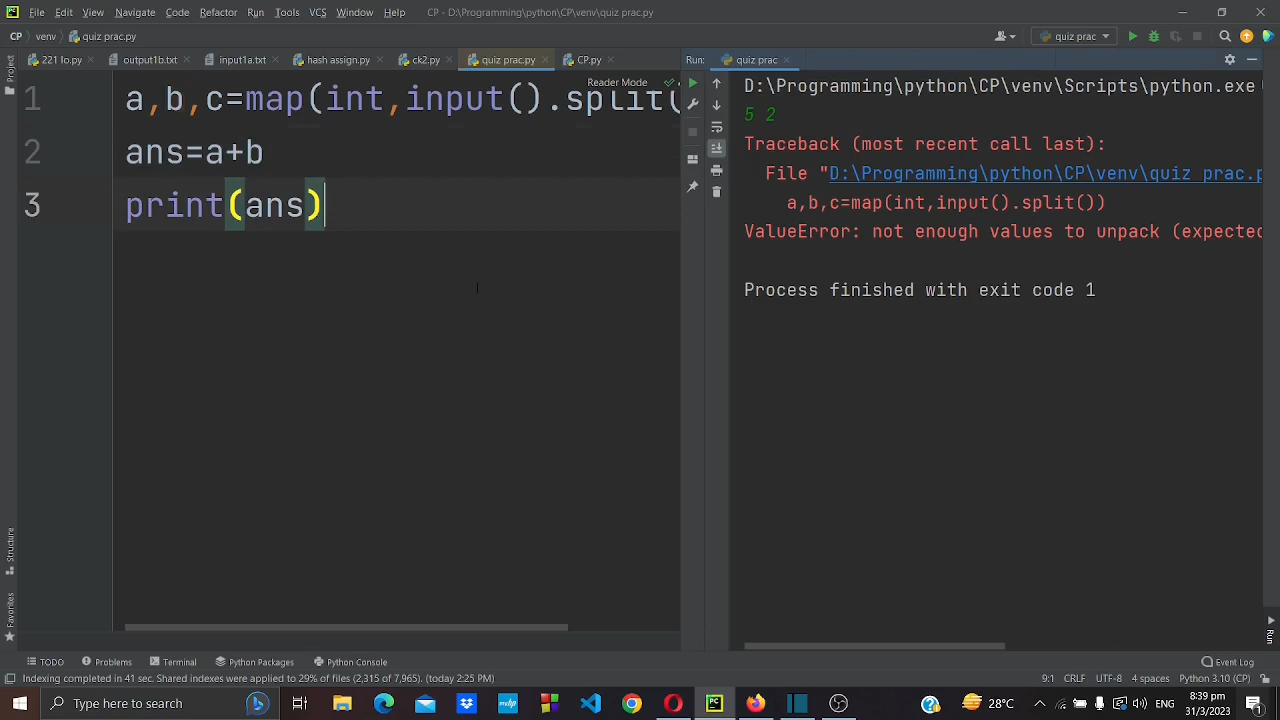 File Edit View Navigate Code Refactor Run Tools VCS Window Help CP - D:\Programming\python\CP\venv\quiz prac.py
CP venv quiz prac.py quiz prac
221 lo.py output1b.txt input1a.txt hash assign.py ck2.py quiz prac.py CP.py Run: quiz prac
Project
Reader Mode
1 a,b,c=map(int,input().split(
2 ans=a+b
3 print(ans)
D:\Programming\python\CP\venv\Scripts\python.exe
5 2
Traceback (most recent call last):
File "D:\Programming\python\CP\venv\quiz prac.p
a,b,c=map(int,input().split())
ValueError: not enough values to unpack (expected
Process finished with exit code 1
Structure
Favorites
Run
TODO Problems Terminal Python Packages Python Console Event Log
Indexing completed in 41 sec. Shared indexes were applied to 29% of files (2,315 of 7,965). (today 2:25 PM) 9:1 CRLF UTF-8 4 spaces Python 3.10 (CP)
Type here to search mdp PC 28°C ENG 8:39 pm
31/3/2023